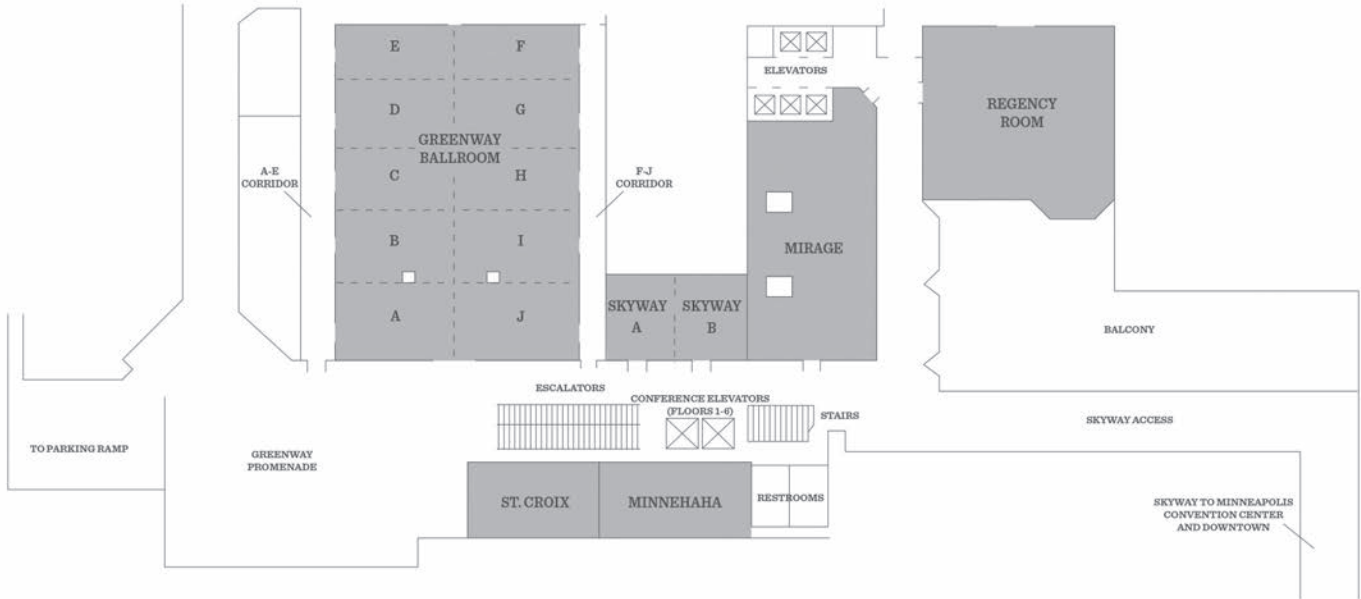 E
F
ELEVATORS
D
G
REGENCY
ROOM
GREENWAY
BALLROOM
A-E
CORRIDOR
C
H
F-J
CORRIDOR
B
I
MIRAGE
SKYWAY
A
SKYWAY
B
A
J
BALCONY
ESCALATORS
CONFERENCE ELEVATORS
(FLOORS 1-6)
STAIRS
SKYWAY ACCESS
TO PARKING RAMP
GREENWAY
PROMENADE
ST. CROIX
MINNEHAHA
RESTROOMS
SKYWAY TO MINNEAPOLIS
CONVENTION CENTER
AND DOWNTOWN